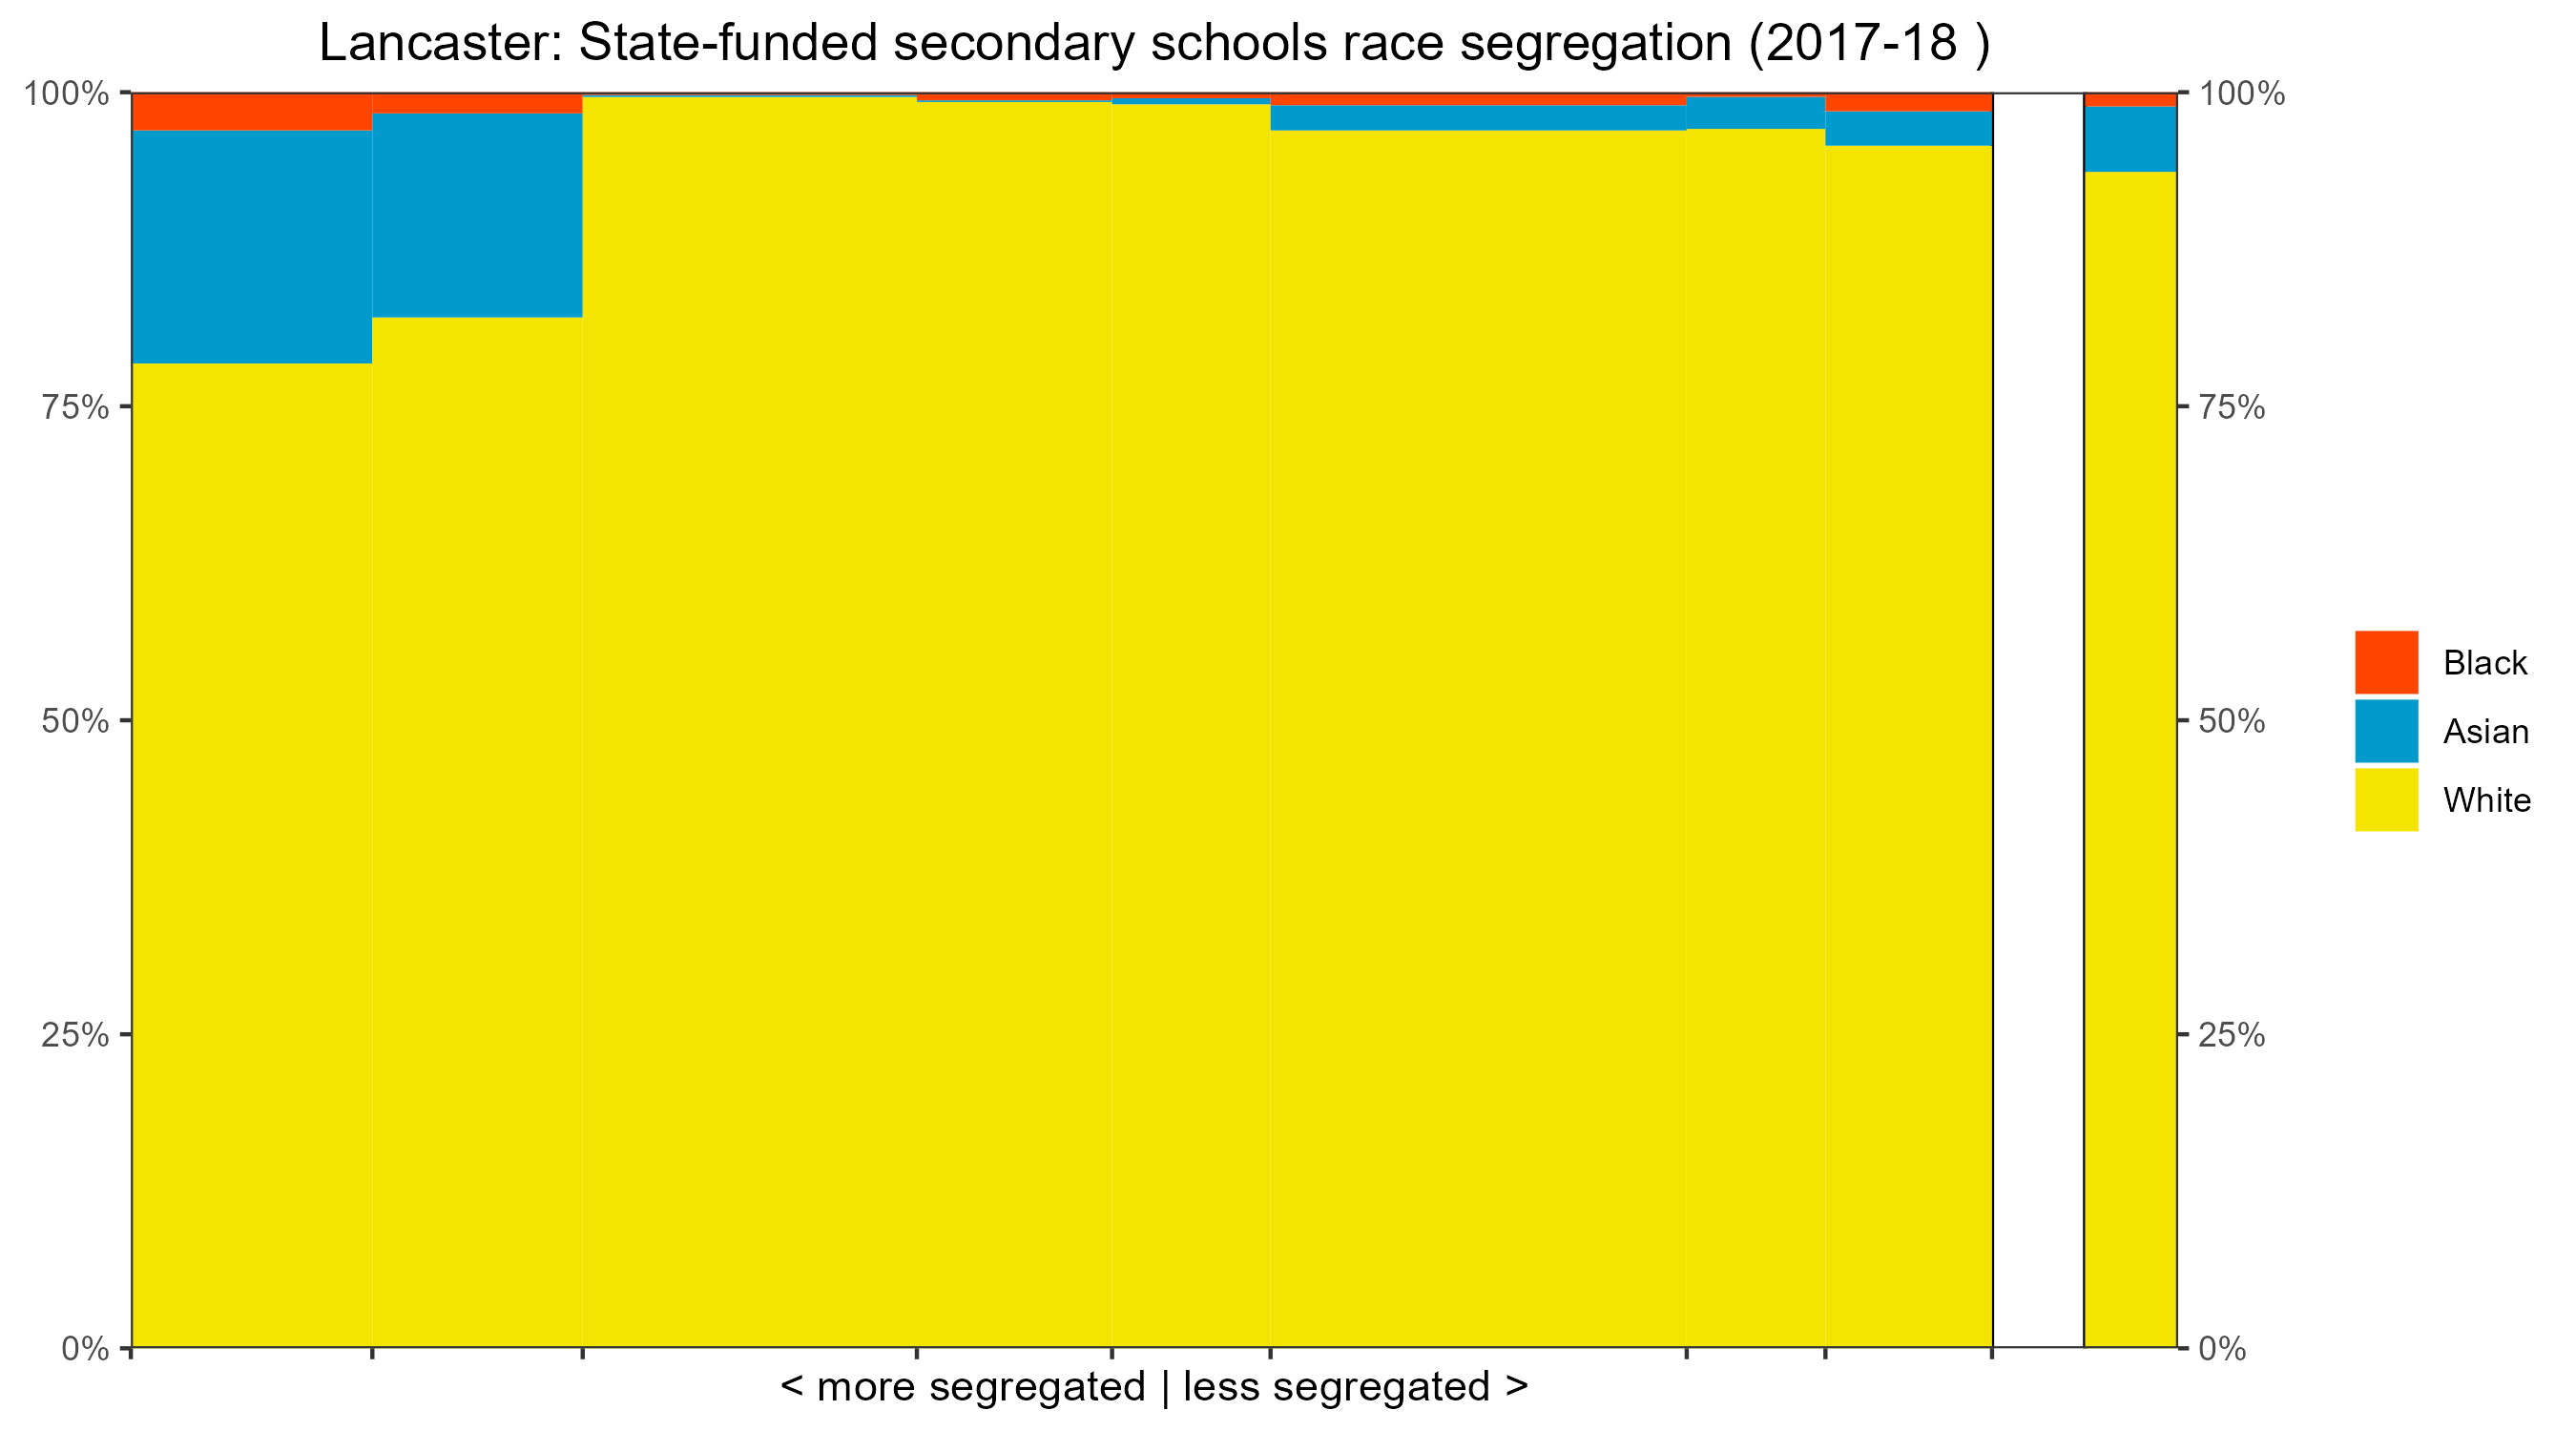 Lancaster: State-funded secondary schools race segregation (2017-18 )
100%
75%
50%
25%
0%
100%
75%
50%
25%
0%
Black
Asian
White
< more segregated | less segregated >